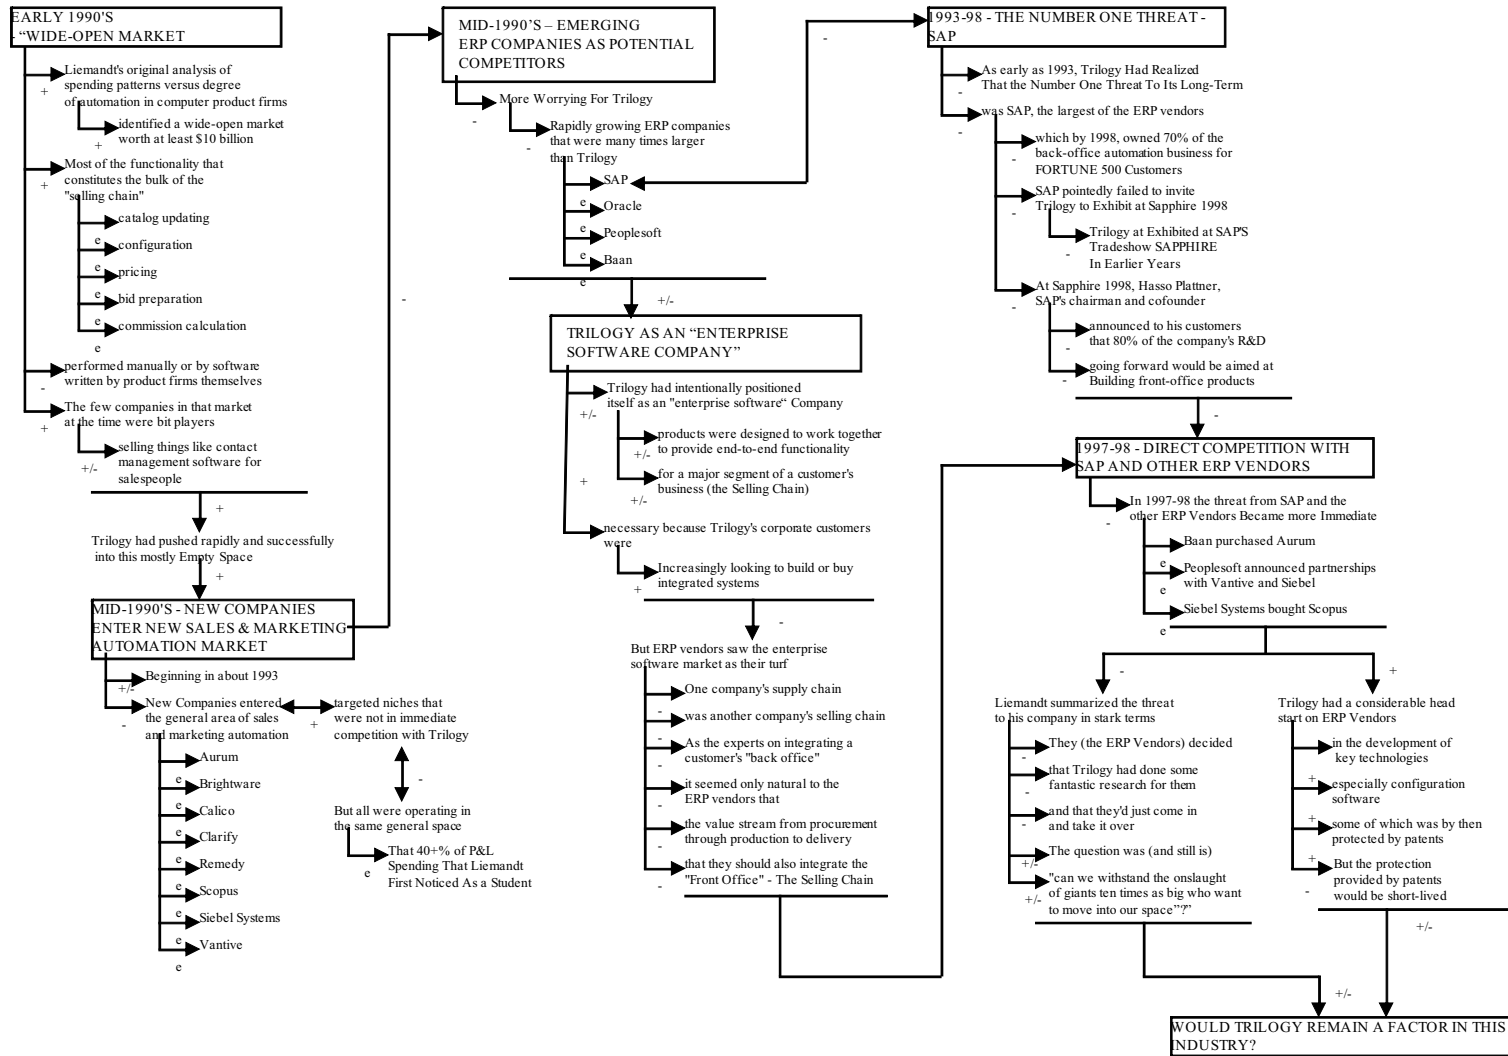 EARLY 1990'S
- “WIDE-OPEN MARKET
Liemandt's original analysis of
spending patterns versus degree
of automation in computer product firms
+
identified a wide-open market
worth at least $10 billion
+
Most of the functionality that
constitutes the bulk of the
"selling chain"
+
catalog updating
e
configuration
e
pricing
e
bid preparation
e
commission calculation
e
performed manually or by software
written by product firms themselves
-
The few companies in that market
at the time were bit players
+
selling things like contact
management software for
salespeople
+/-
+
Trilogy had pushed rapidly and successfully
into this mostly Empty Space
+
MID-1990'S - NEW COMPANIES
ENTER NEW SALES & MARKETING
AUTOMATION MARKET
-
Beginning in about 1993
+/-
New Companies entered
the general area of sales
and marketing automation
-
Aurum
e
Brightware
e
Calico
e
Clarify
e
Remedy
e
Scopus
e
Siebel Systems
e
Vantive
e
targeted niches that
were not in immediate
competition with Trilogy
+
-
But all were operating in
the same general space
That 40+% of P&L
Spending That Liemandt
First Noticed As a Student
e
MID-1990’S – EMERGING
ERP COMPANIES AS POTENTIAL
COMPETITORS
-
More Worrying For Trilogy
-
Rapidly growing ERP companies
that were many times larger
than Trilogy
-
SAP
e
Oracle
e
Peoplesoft
e
Baan
e
+/-
TRILOGY AS AN “ENTERPRISE
SOFTWARE COMPANY”
Trilogy had intentionally positioned
itself as an "enterprise software“ Company
+/-
products were designed to work together
to provide end-to-end functionality
+/-
for a major segment of a customer's
business (the Selling Chain)
+/-
+
necessary because Trilogy's corporate customers
were
Increasingly looking to build or buy
integrated systems
+
-
But ERP vendors saw the enterprise
software market as their turf
One company's supply chain
-
was another company's selling chain
-
As the experts on integrating a
customer's "back office"
-
it seemed only natural to the
ERP vendors that
-
the value stream from procurement
through production to delivery
-
that they should also integrate the
"Front Office" - The Selling Chain
-
1993-98 - THE NUMBER ONE THREAT -
SAP
As early as 1993, Trilogy Had Realized
That the Number One Threat To Its Long-Term
-
was SAP, the largest of the ERP vendors
-
which by 1998, owned 70% of the
back-office automation business for
FORTUNE 500 Customers
-
SAP pointedly failed to invite
Trilogy to Exhibit at Sapphire 1998
-
Trilogy at Exhibited at SAP'S
Tradeshow SAPPHIRE
In Earlier Years
-
At Sapphire 1998, Hasso Plattner,
SAP's chairman and cofounder
-
announced to his customers
that 80% of the company's R&D
-
going forward would be aimed at
Building front-office products
-
-
1997-98 - DIRECT COMPETITION WITH
SAP AND OTHER ERP VENDORS
In 1997-98 the threat from SAP and the
other ERP Vendors Became more Immediate
-
Baan purchased Aurum
e
Peoplesoft announced partnerships
with Vantive and Siebel
e
Siebel Systems bought Scopus
e
-
+
Liemandt summarized the threat
to his company in stark terms
They (the ERP Vendors) decided
-
that Trilogy had done some
fantastic research for them
-
and that they'd just come in
and take it over
-
The question was (and still is)
+/-
"can we withstand the onslaught
of giants ten times as big who want
to move into our space”?”
+/-
Trilogy had a considerable head
start on ERP Vendors
in the development of
key technologies
+
especially configuration
software
+
some of which was by then
protected by patents
+
But the protection
provided by patents
would be short-lived
-
+/-
+/-
WOULD TRILOGY REMAIN A FACTOR IN THIS
INDUSTRY?